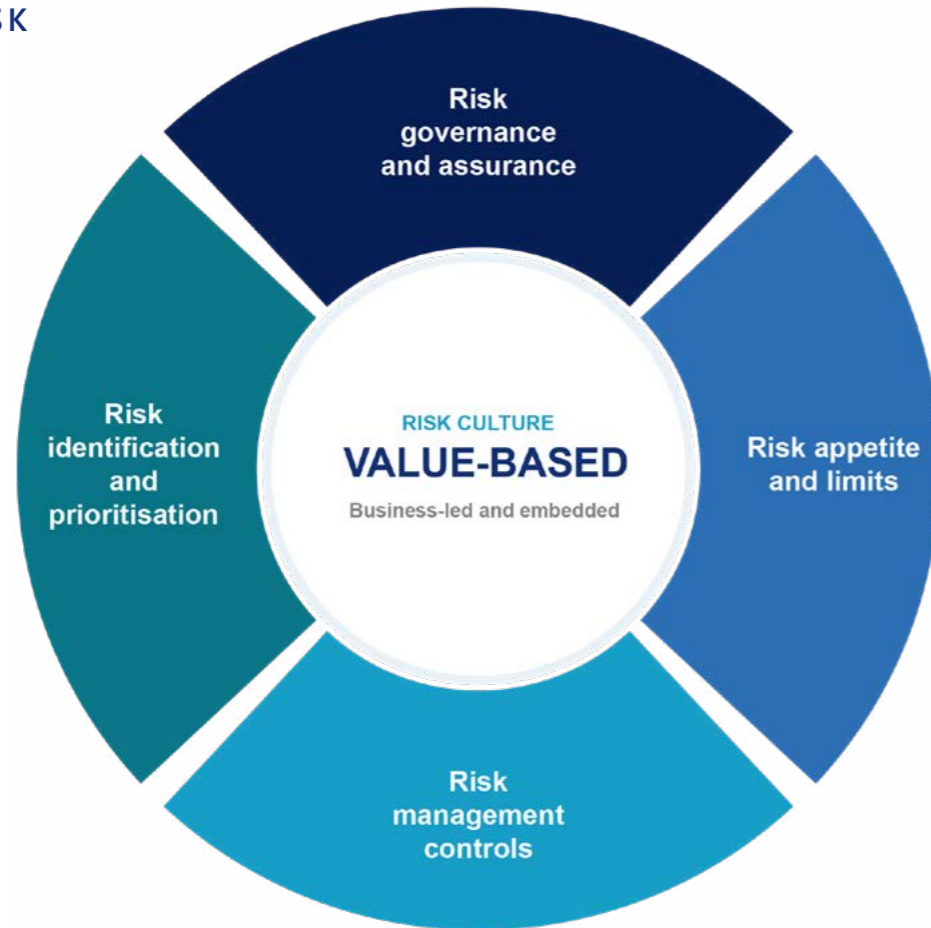 SK
Risk
governance
and assurance
Risk
identification
and
prioritisation
RISK CULTURE
VALUE-BASED
Business-led and embedded
Risk appetite
and limits
Risk
management
controls